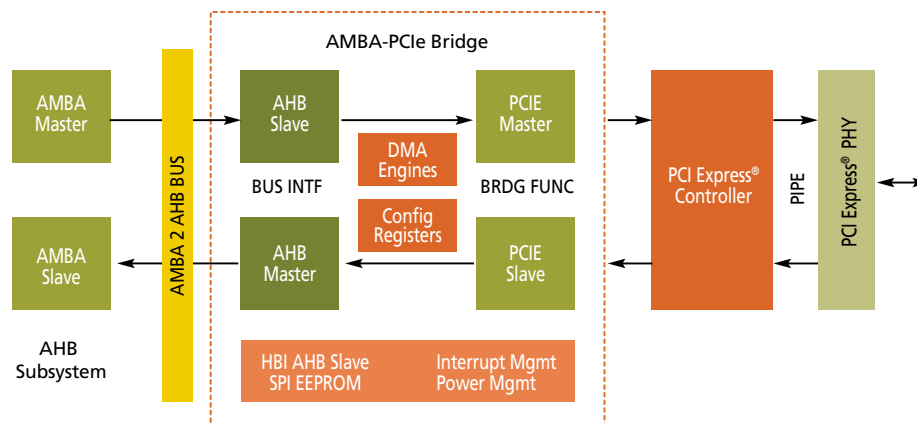 AMBA-PCIe Bridge
AMBA
Master
AMBA 2 AHB BUS
AHB
Slave
PCIE
Master
DMA
Engines
BUS INTF
BRDG FUNC
Config
Registers
PCI Express®
Controller
PIPE
PCI Express® PHY
AMBA
Slave
AHB
Master
PCIE
Slave
AHB
Subsystem
HBI AHB Slave
SPI EEPROM
Interrupt Mgmt
Power Mgmt